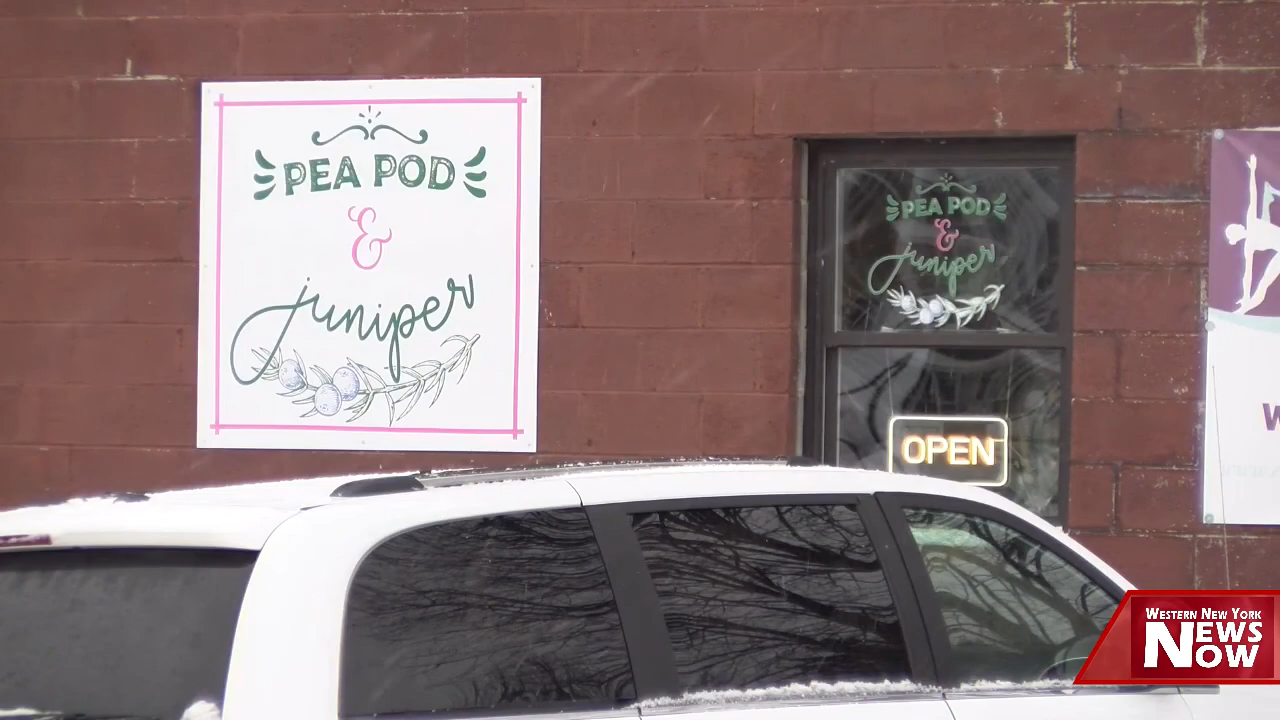 PEA POD
&
juniper
PEA POD
&
juniper
OPEN
W
WESTERN NEW YORK
NEWS
NOW